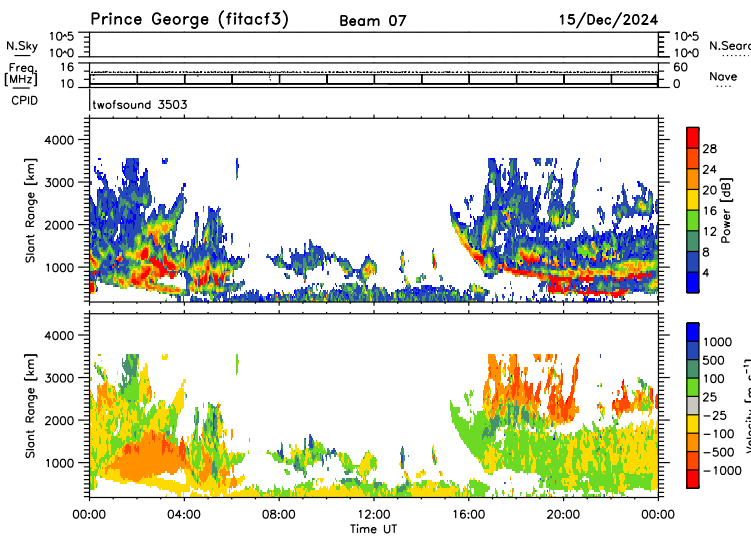 Prince George (fitacf3) Beam 07 15/Dec/2024
N.Sky 10^5 10^0 10^5 10^0 N.Sear
Freq [MHz] 16 10 60 0 Nave
CPID twofsound 3503
Slant Range [km] 4000 3000 2000 1000
28 24 20 16 12 8 4 Power [dB]
Slant Range [km] 4000 3000 2000 1000
1000 500 100 25 -25 -100 -500 -1000 Velocity [m s⁻¹]
00:00 04:00 08:00 12:00 16:00 20:00 00:00
Time UT